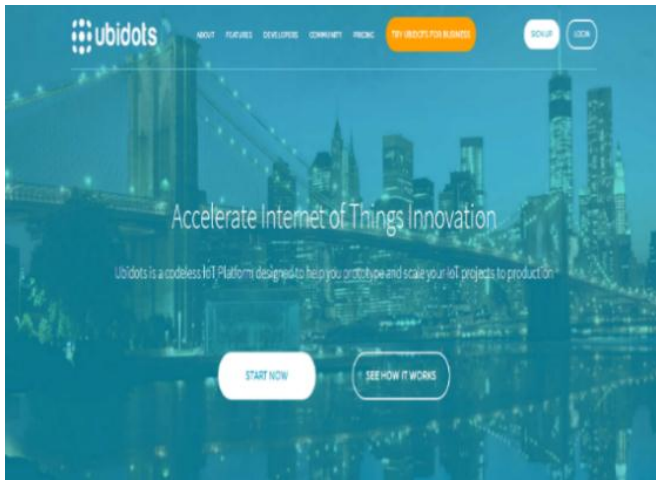 ubidots
ABOUT FEATURES DEVELOPERS COMMUNITY PRICING TRY UBIDOTS FOR BUSINESS SIGN UP LOGIN
Accelerate Internet of Things Innovation
Ubidots is a codeless IoT Platform designed to help you prototype and scale your IoT projects to production
START NOW SEE HOW IT WORKS